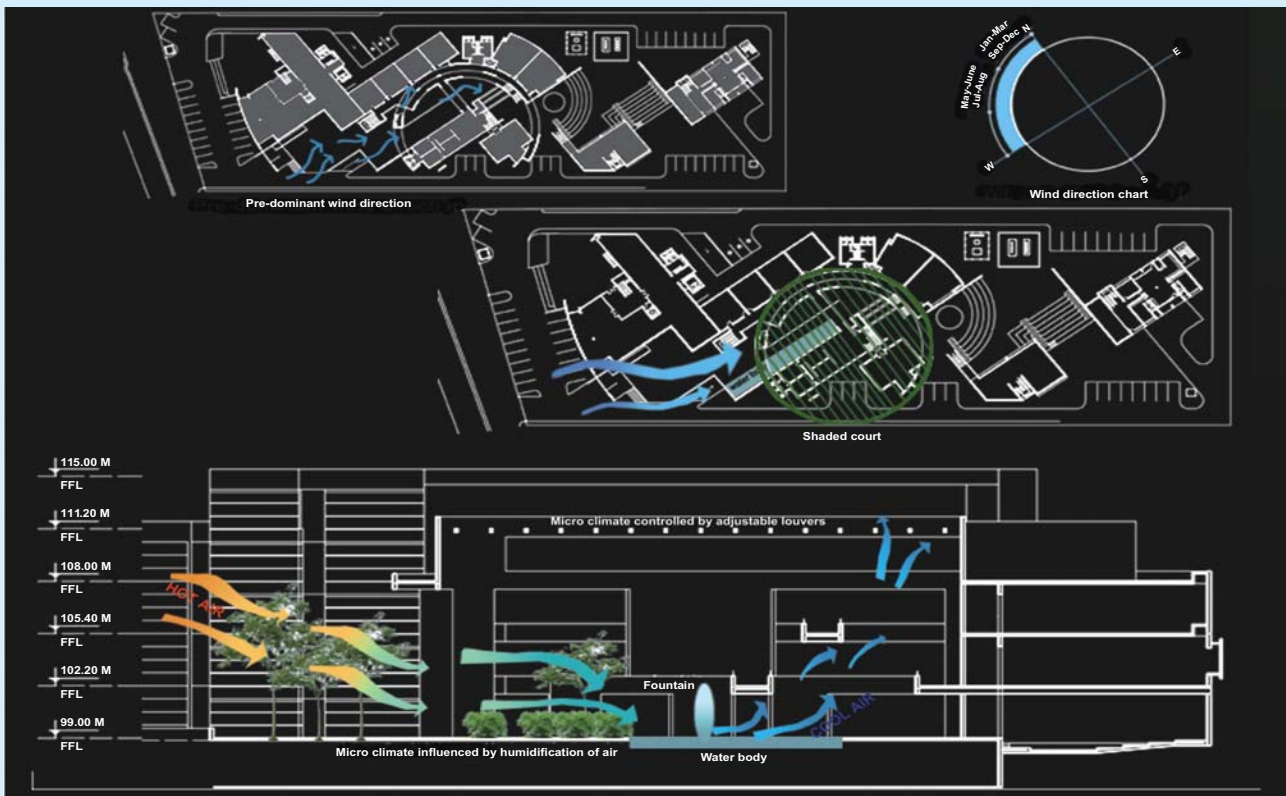 Jan-Mar
Sep-Dec
N
E
May-June
Jul-Aug
W
S
Pre-dominant wind direction
Wind direction chart
Shaded court
115.00 M
FFL
111.20 M
FFL
Micro climate controlled by adjustable louvers
108.00 M
FFL
HOT AIR
105.40 M
FFL
102.20 M
FFL
Fountain
COOL AIR
99.00 M
FFL
Micro climate influenced by humidification of air
Water body